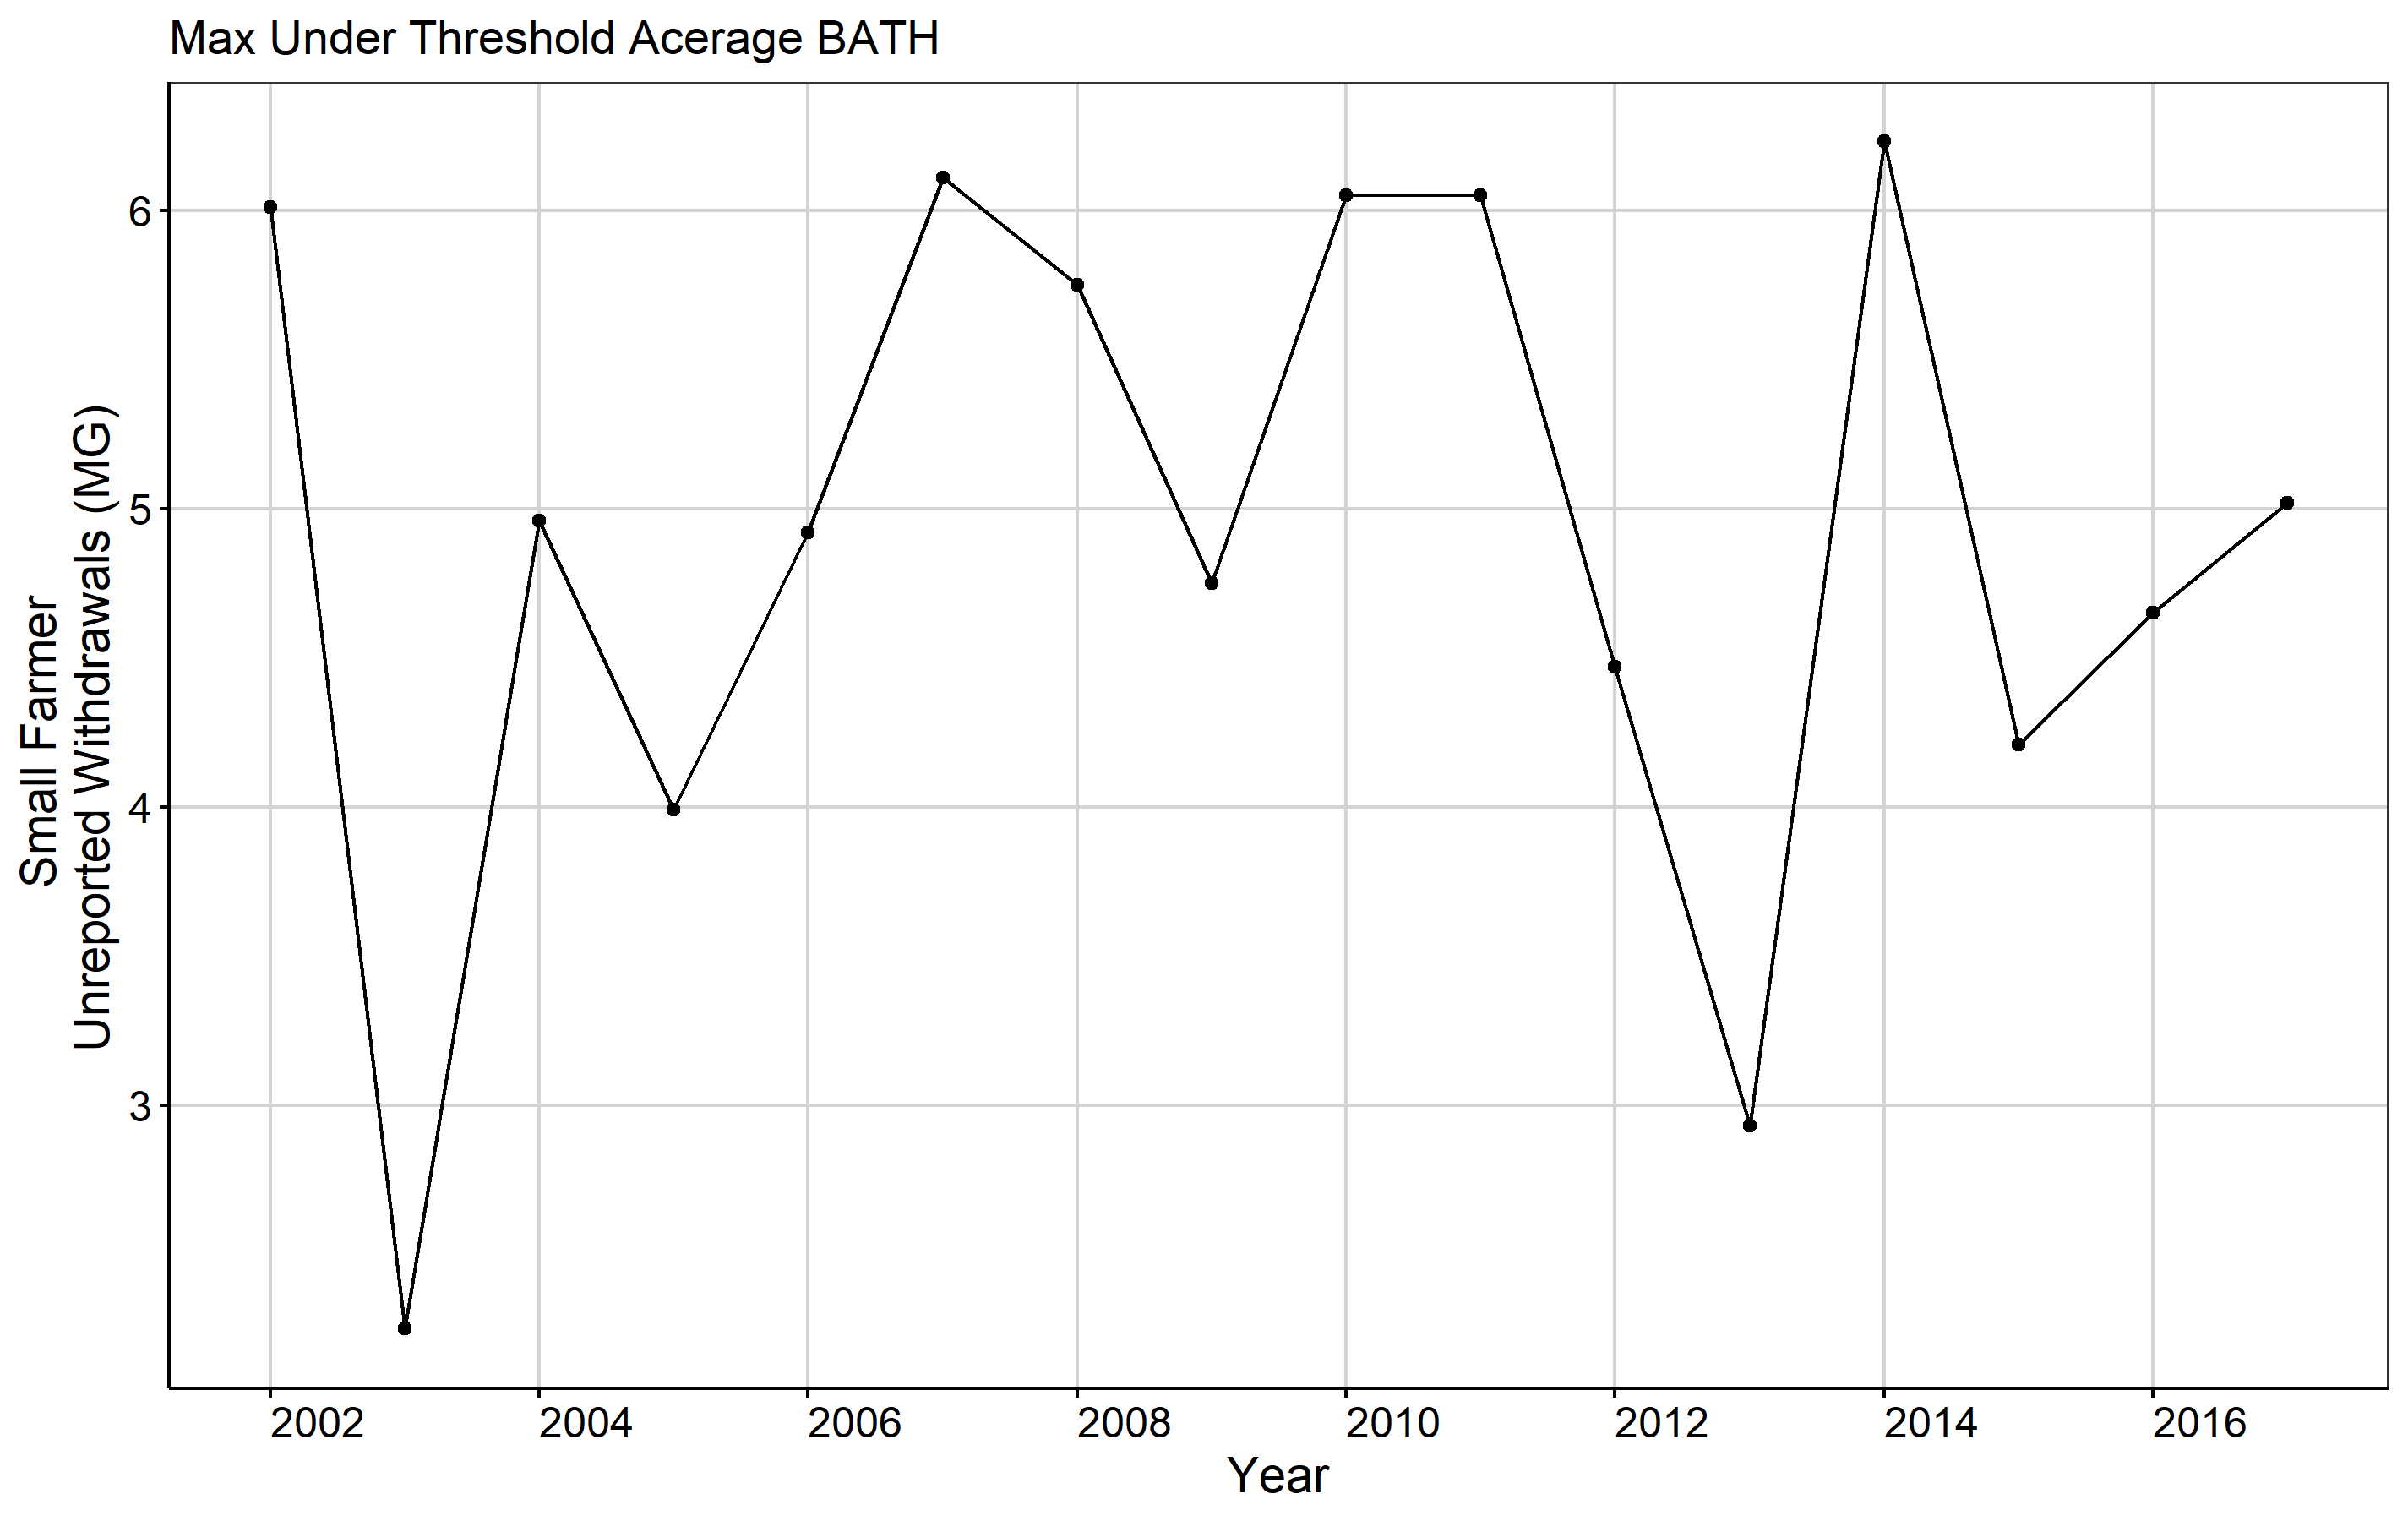 Max Under Threshold Acerage BATH
Small Farmer
Unreported Withdrawals (MG)
6
5
4
3
2002 2004 2006 2008 2010 2012 2014 2016
Year